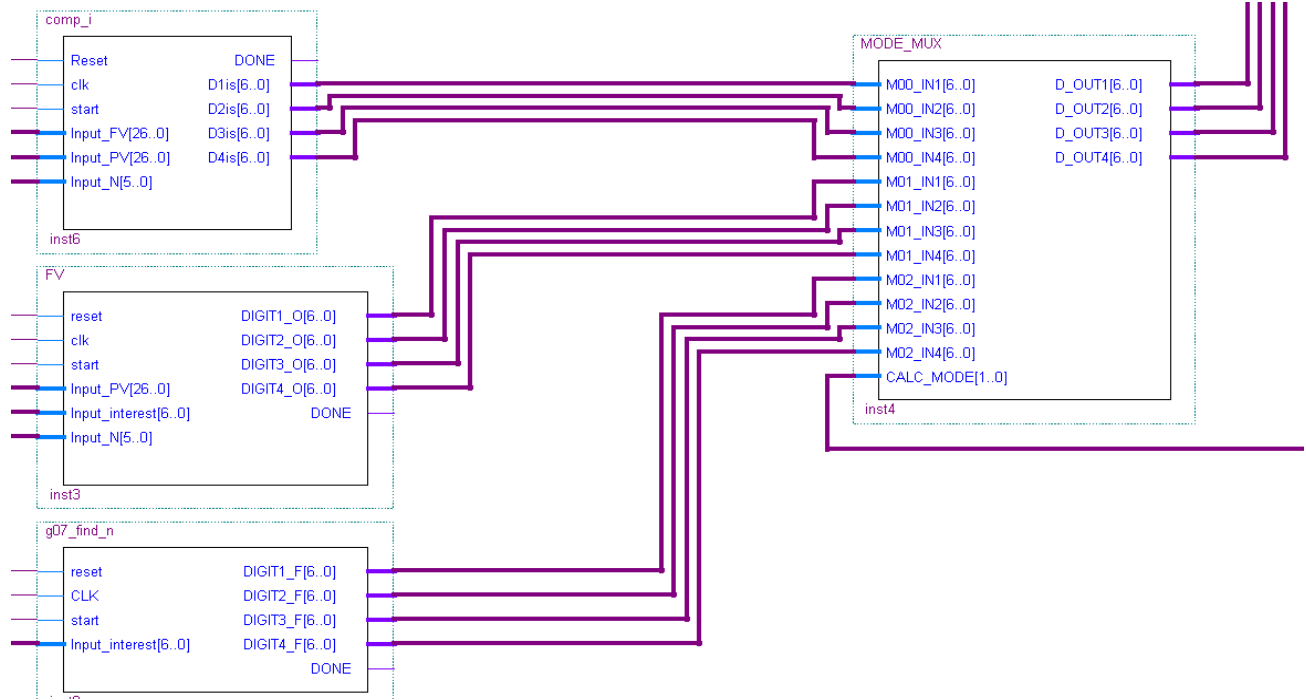 comp_i
Reset DONE
clk D1is[6..0]
start D2is[6..0]
Input_FV[26..0] D3is[6..0]
Input_PV[26..0] D4is[6..0]
Input_N[5..0]
inst6
FV
reset DIGIT1_O[6..0]
clk DIGIT2_O[6..0]
start DIGIT3_O[6..0]
Input_PV[26..0] DIGIT4_O[6..0]
Input_interest[6..0] DONE
Input_N[5..0]
inst3
g07_find_n
reset DIGIT1_F[6..0]
CLK DIGIT2_F[6..0]
start DIGIT3_F[6..0]
Input_interest[6..0] DIGIT4_F[6..0]
DONE
MODE_MUX
M00_IN1[6..0] D_OUT1[6..0]
M00_IN2[6..0] D_OUT2[6..0]
M00_IN3[6..0] D_OUT3[6..0]
M00_IN4[6..0] D_OUT4[6..0]
M01_IN1[6..0]
M01_IN2[6..0]
M01_IN3[6..0]
M01_IN4[6..0]
M02_IN1[6..0]
M02_IN2[6..0]
M02_IN3[6..0]
M02_IN4[6..0]
CALC_MODE[1..0]
inst4